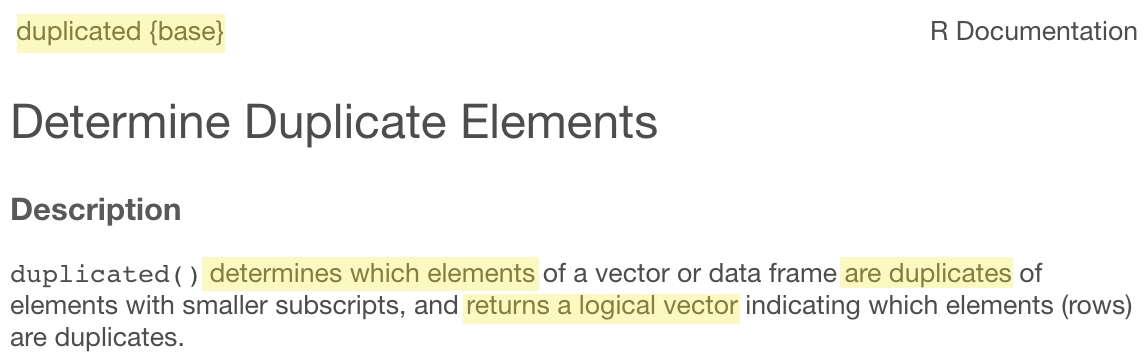 duplicated {base}
R Documentation
Determine Duplicate Elements
Description
duplicated() determines which elements of a vector or data frame are duplicates of
elements with smaller subscripts, and returns a logical vector indicating which elements (rows)
are duplicates.